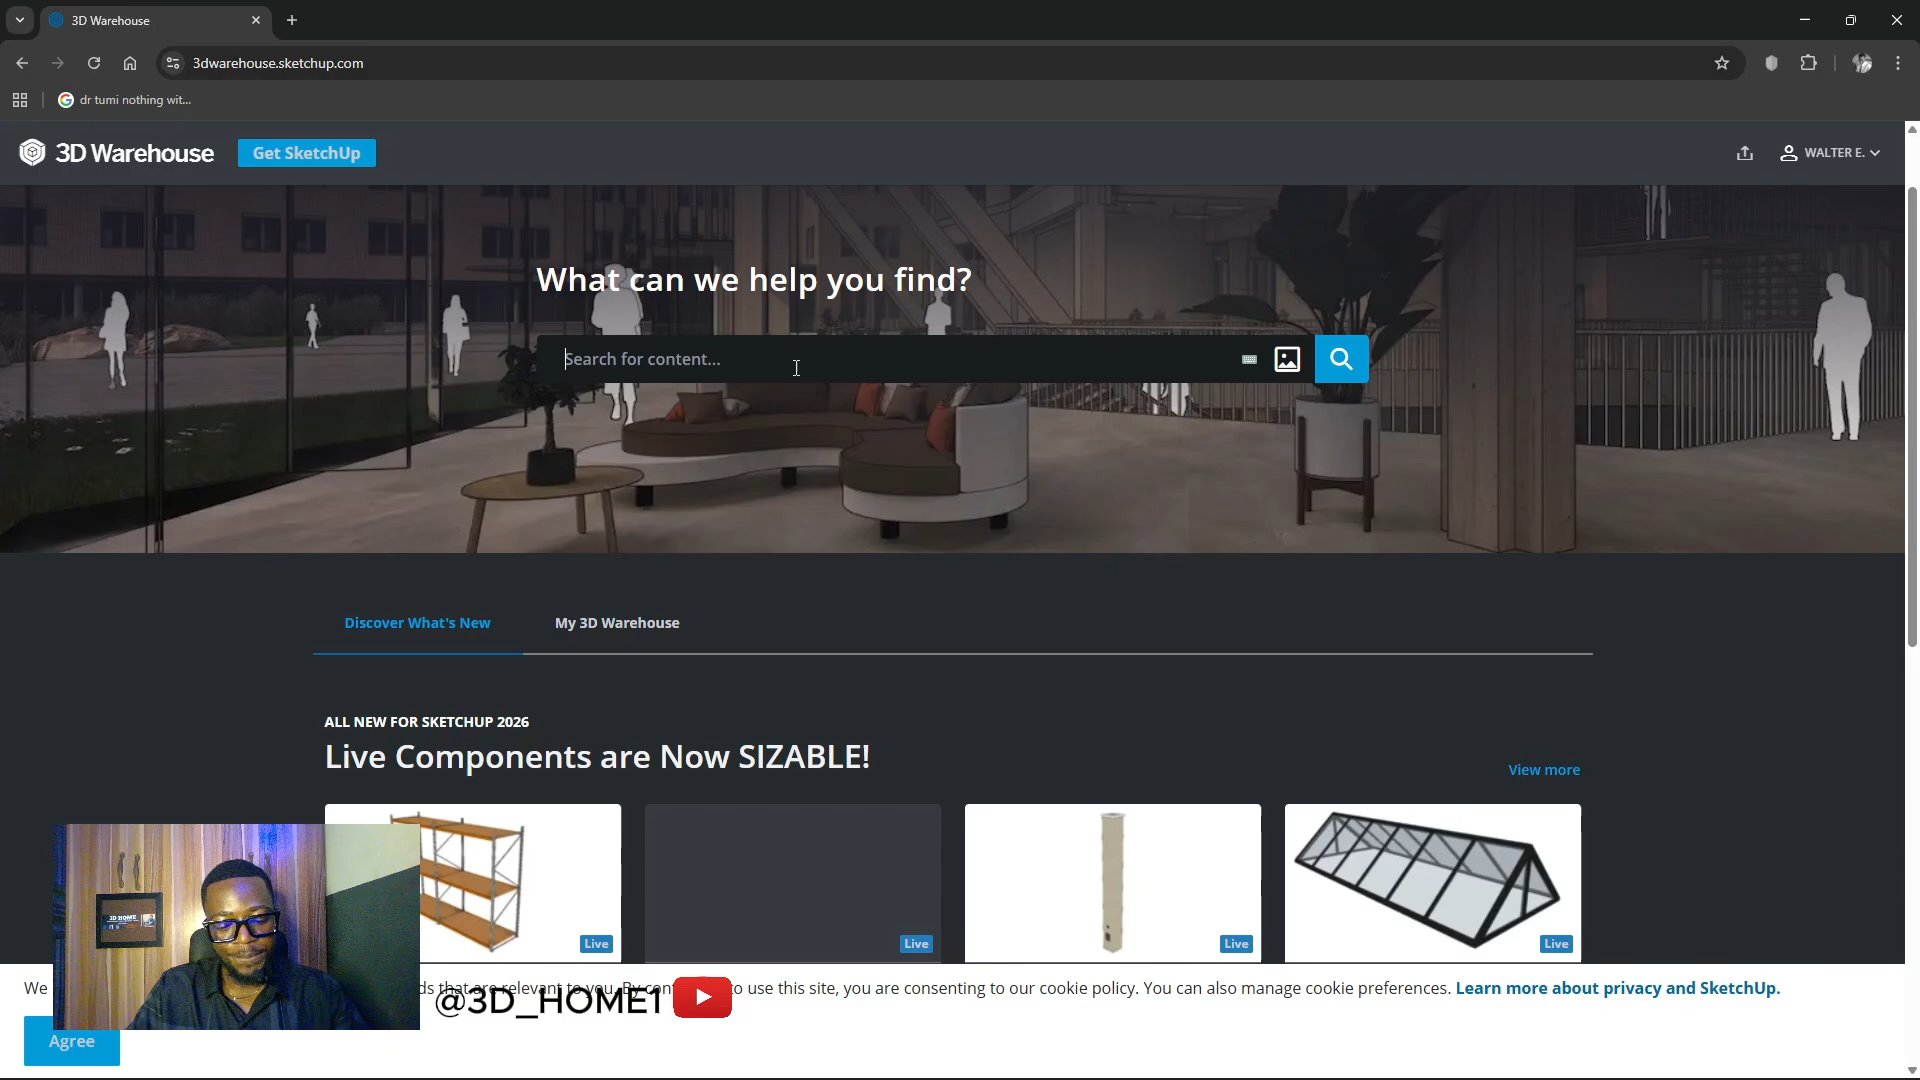 3D Warehouse
3dwarehouse.sketchup.com
dr tumi nothing wit...
3D Warehouse
Get SketchUp
WALTER E.
What can we help you find?
Search for content...
Discover What's New
My 3D Warehouse
ALL NEW FOR SKETCHUP 2026
Live Components are Now SIZABLE!
View more
Live
Live
Live
Live
3D HOME
We
ds that are relevant to you. By con
o use this site, you are consenting to our cookie policy. You can also manage cookie preferences. Learn more about privacy and SketchUp.
@3D_HOME1
Agree